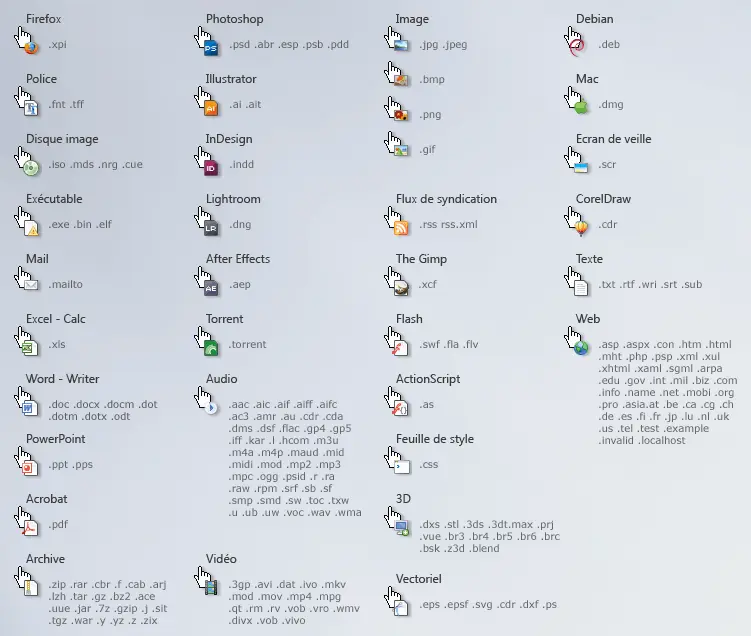 Firefox
.xpi
Police
.fnt .tff
Disque image
.iso .mds .nrg .cue
Exécutable
.exe .bin .elf
Mail
.mailto
Excel - Calc
.xls
Word - Writer
.doc .docx .docm .dot
.dotm .dotx .odt
PowerPoint
.ppt .pps
Acrobat
.pdf
Archive
.zip .rar .cbr .f .cab .arj
.lzh .tar .gz .bz2 .ace
.uue .jar .7z .gzip .j .sit
.tgz .war .y .yz .z .zix
Photoshop
PS
.psd .abr .esp .psb .pdd
Illustrator
AI
.ai .ait
InDesign
ID
.indd
Lightroom
LR
.dng
After Effects
AE
.aep
Torrent
.torrent
Audio
.aac .aic .aif .aiff .aifc
.ac3 .amr .au .cdr .cda
.dms .dsf .flac .gp4 .gp5
.iff .kar .l .hcom .m3u
.m4a .m4p .maud .mid
.midi .mod .mp2 .mp3
.mpc .ogg .psid .r .ra
.raw .rpm .srf .sb .sf
.smp .smd .sw .toc .txw
.u .ub .uw .voc .wav .wma
Vidéo
.3gp .avi .dat .ivo .mkv
.mod .mov .mp4 .mpg
.qt .rm .rv .vob .vro .wmv
.divx .vob .vivo
Image
.jpg .jpeg
.bmp
.png
.gif
Flux de syndication
.rss rss.xml
The Gimp
.xcf
Flash
.swf .fla .flv
ActionScript
.as
Feuille de style
.css
3D
.dxs .stl .3ds .3dt.max .prj
.vue .br3 .br4 .br5 .br6 .brc
.bsk .z3d .blend
Vectoriel
.eps .epsf .svg .cdr .dxf .ps
Debian
.deb
Mac
.dmg
Ecran de veille
.scr
CorelDraw
.cdr
Texte
.txt .rtf .wri .srt .sub
Web
.asp .aspx .con .htm .html
.mht .php .psp .xml .xul
.xhtml .xaml .sgml .arpa
.edu .gov .int .mil .biz .com
.info .name .net .mobi .org
.pro .asia.at .be .ca .cg .ch
.de .es .fi .fr .jp .lu .nl .uk
.us .tel .test .example
.invalid .localhost